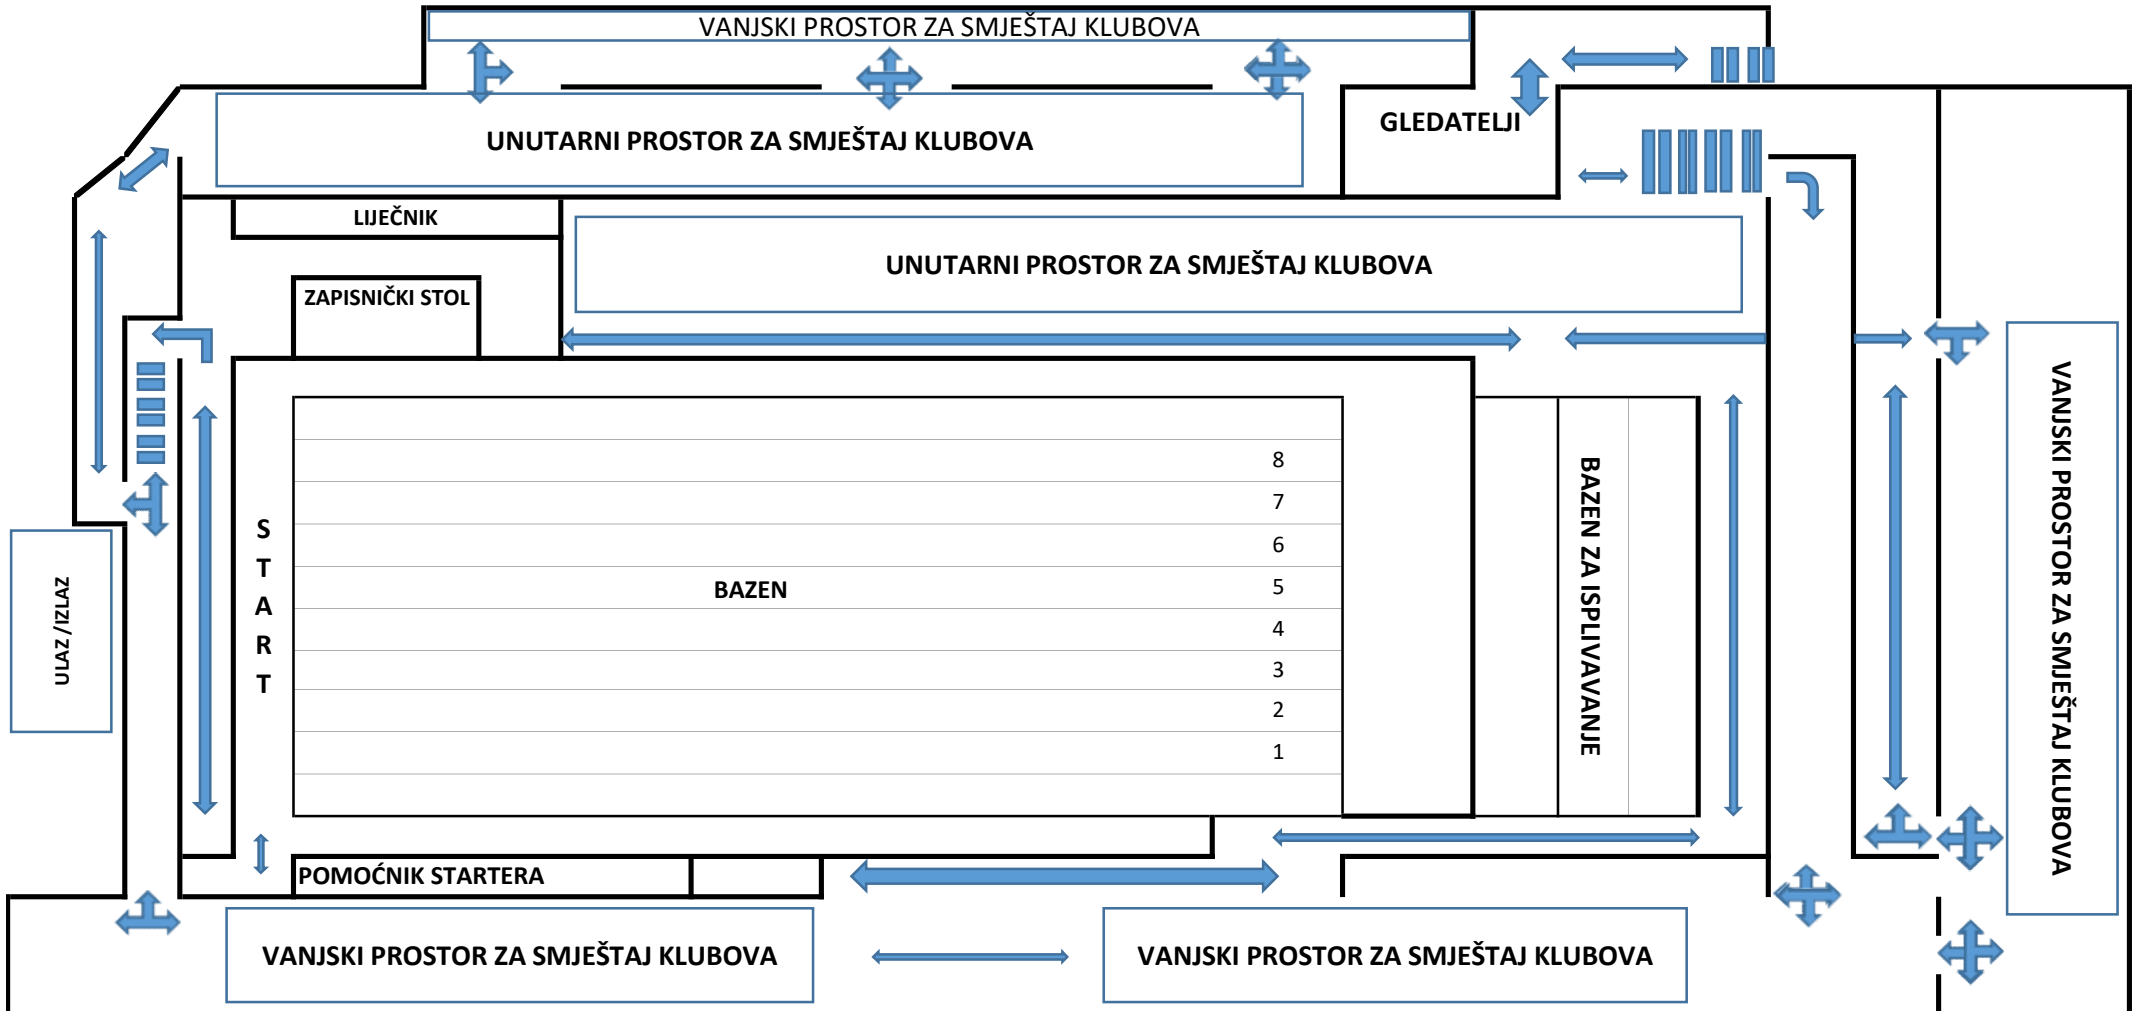 VANJSKI PROSTOR ZA SMJEŠTAJ KLUBOVA
UNUTARNI PROSTOR ZA SMJEŠTAJ KLUBOVA
GLEDATELJI
LIJEČNIK
UNUTARNI PROSTOR ZA SMJEŠTAJ KLUBOVA
ZAPISNIČKI STOL
START
BAZEN
8
7
6
5
4
3
2
1
BAZEN ZA ISPLIVAVANJE
VANJSKI PROSTOR ZA SMJEŠTAJ KLUBOVA
ULAZ /IZLAZ
POMOĆNIK STARTERA
VANJSKI PROSTOR ZA SMJEŠTAJ KLUBOVA
VANJSKI PROSTOR ZA SMJEŠTAJ KLUBOVA